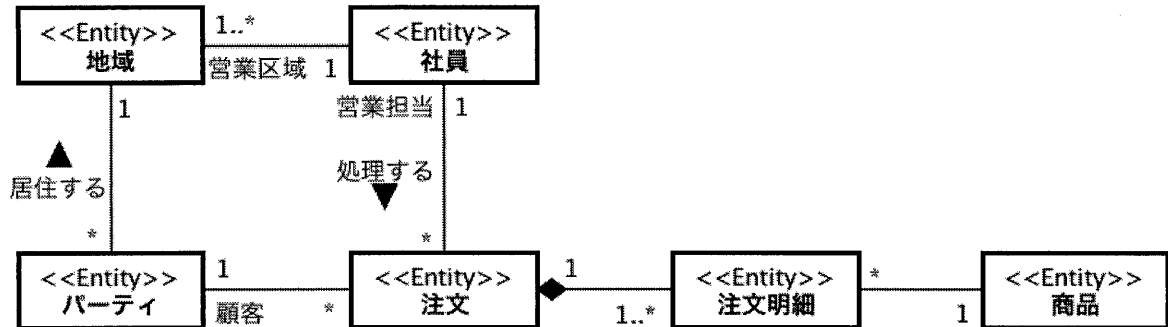 <<Entity>>
地域
1..*
営業区域
1
<<Entity>>
社員
1
居住する
*
営業担当
1
処理する
*
<<Entity>>
パーティ
1
顧客
*
<<Entity>>
注文
1
1..*
<<Entity>>
注文明細
*
1
<<Entity>>
商品